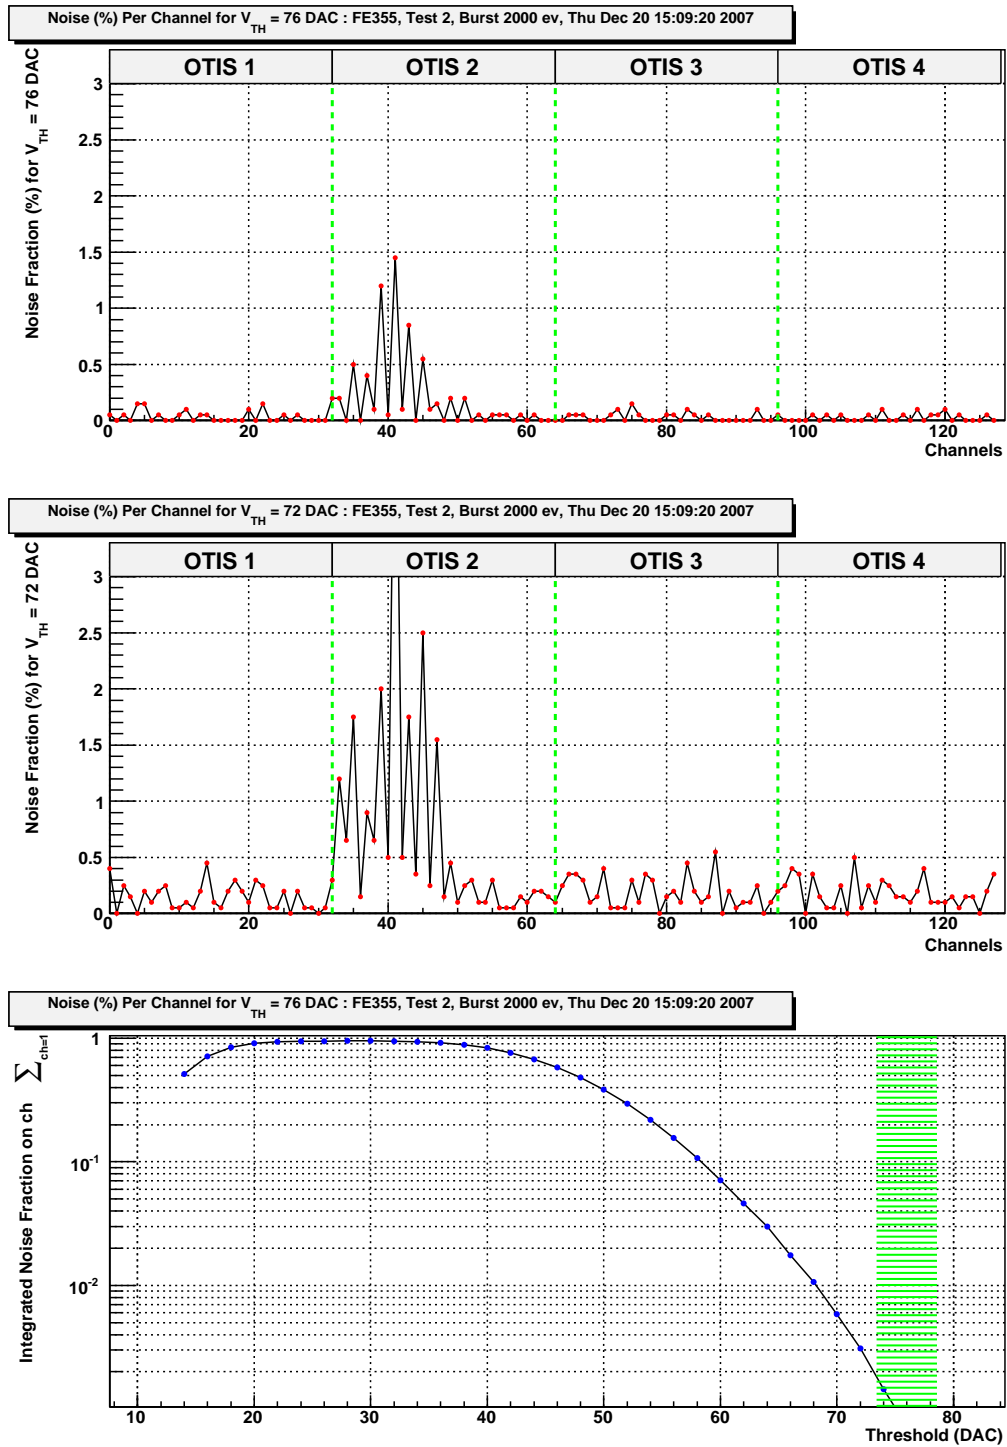 Noise (%) Per Channel for V_TH = 76 DAC : FE355, Test 2, Burst 2000 ev, Thu Dec 20 15:09:20 2007
OTIS 1 OTIS 2 OTIS 3 OTIS 4
Noise Fraction (%) for V_TH = 76 DAC
3
2.5
2
1.5
1
0.5
0
0 20 40 60 80 100 120
Channels
Noise (%) Per Channel for V_TH = 72 DAC : FE355, Test 2, Burst 2000 ev, Thu Dec 20 15:09:20 2007
OTIS 1 OTIS 2 OTIS 3 OTIS 4
Noise Fraction (%) for V_TH = 72 DAC
3
2.5
2
1.5
1
0.5
0
0 20 40 60 80 100 120
Channels
Noise (%) Per Channel for V_TH = 76 DAC : FE355, Test 2, Burst 2000 ev, Thu Dec 20 15:09:20 2007
Integrated Noise Fraction on ch ∑_ch=1
1
10^-1
10^-2
10 20 30 40 50 60 70 80
Threshold (DAC)